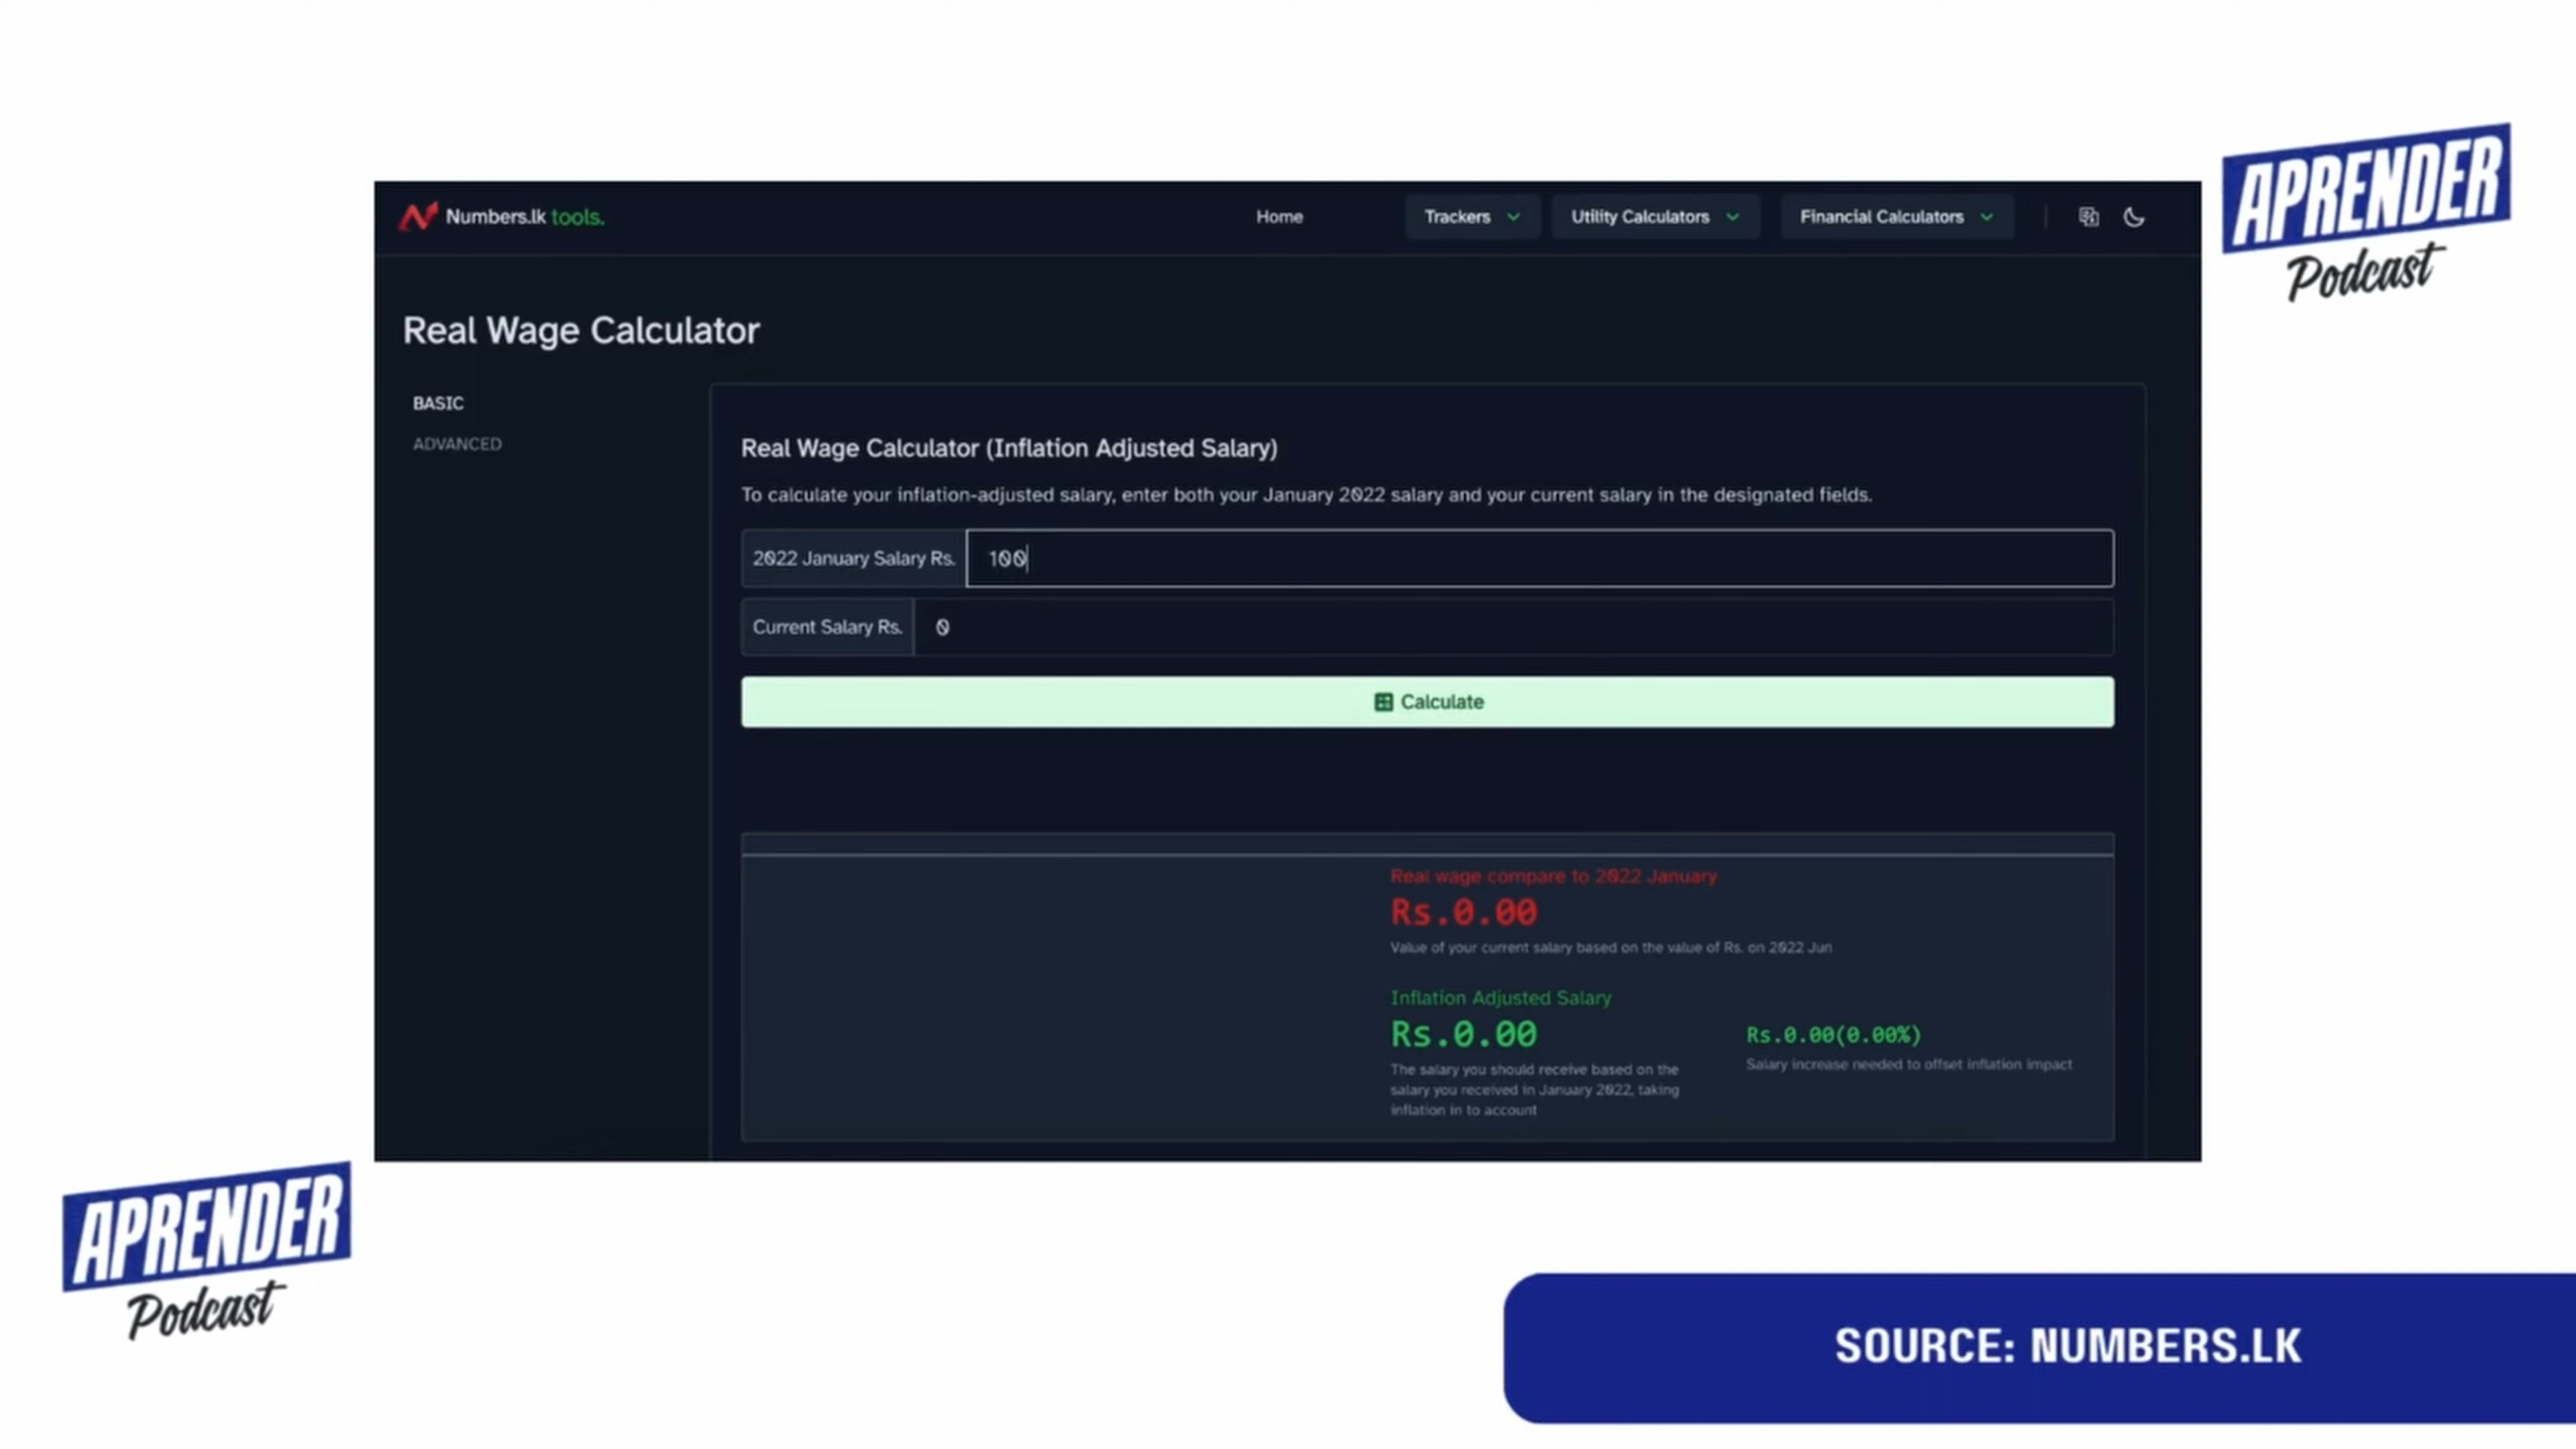 APRENDER
Podcast
Numbers.lk tools.
Home
Trackers
Utility Calculators
Financial Calculators
Real Wage Calculator
BASIC
ADVANCED
Real Wage Calculator (Inflation Adjusted Salary)
To calculate your inflation-adjusted salary, enter both your January 2022 salary and your current salary in the designated fields.
2022 January Salary Rs. 100
Current Salary Rs. 0
Calculate
Real wage compare to 2022 January
Rs.0.00
Value of your current salary based on the value of Rs. on 2022 Jun
Inflation Adjusted Salary
Rs.0.00
The salary you should receive based on the
salary you received in January 2022, taking
inflation in to account
Rs.0.00(0.00%)
Salary increase needed to offset inflation impact
APRENDER
Podcast
SOURCE: NUMBERS.LK